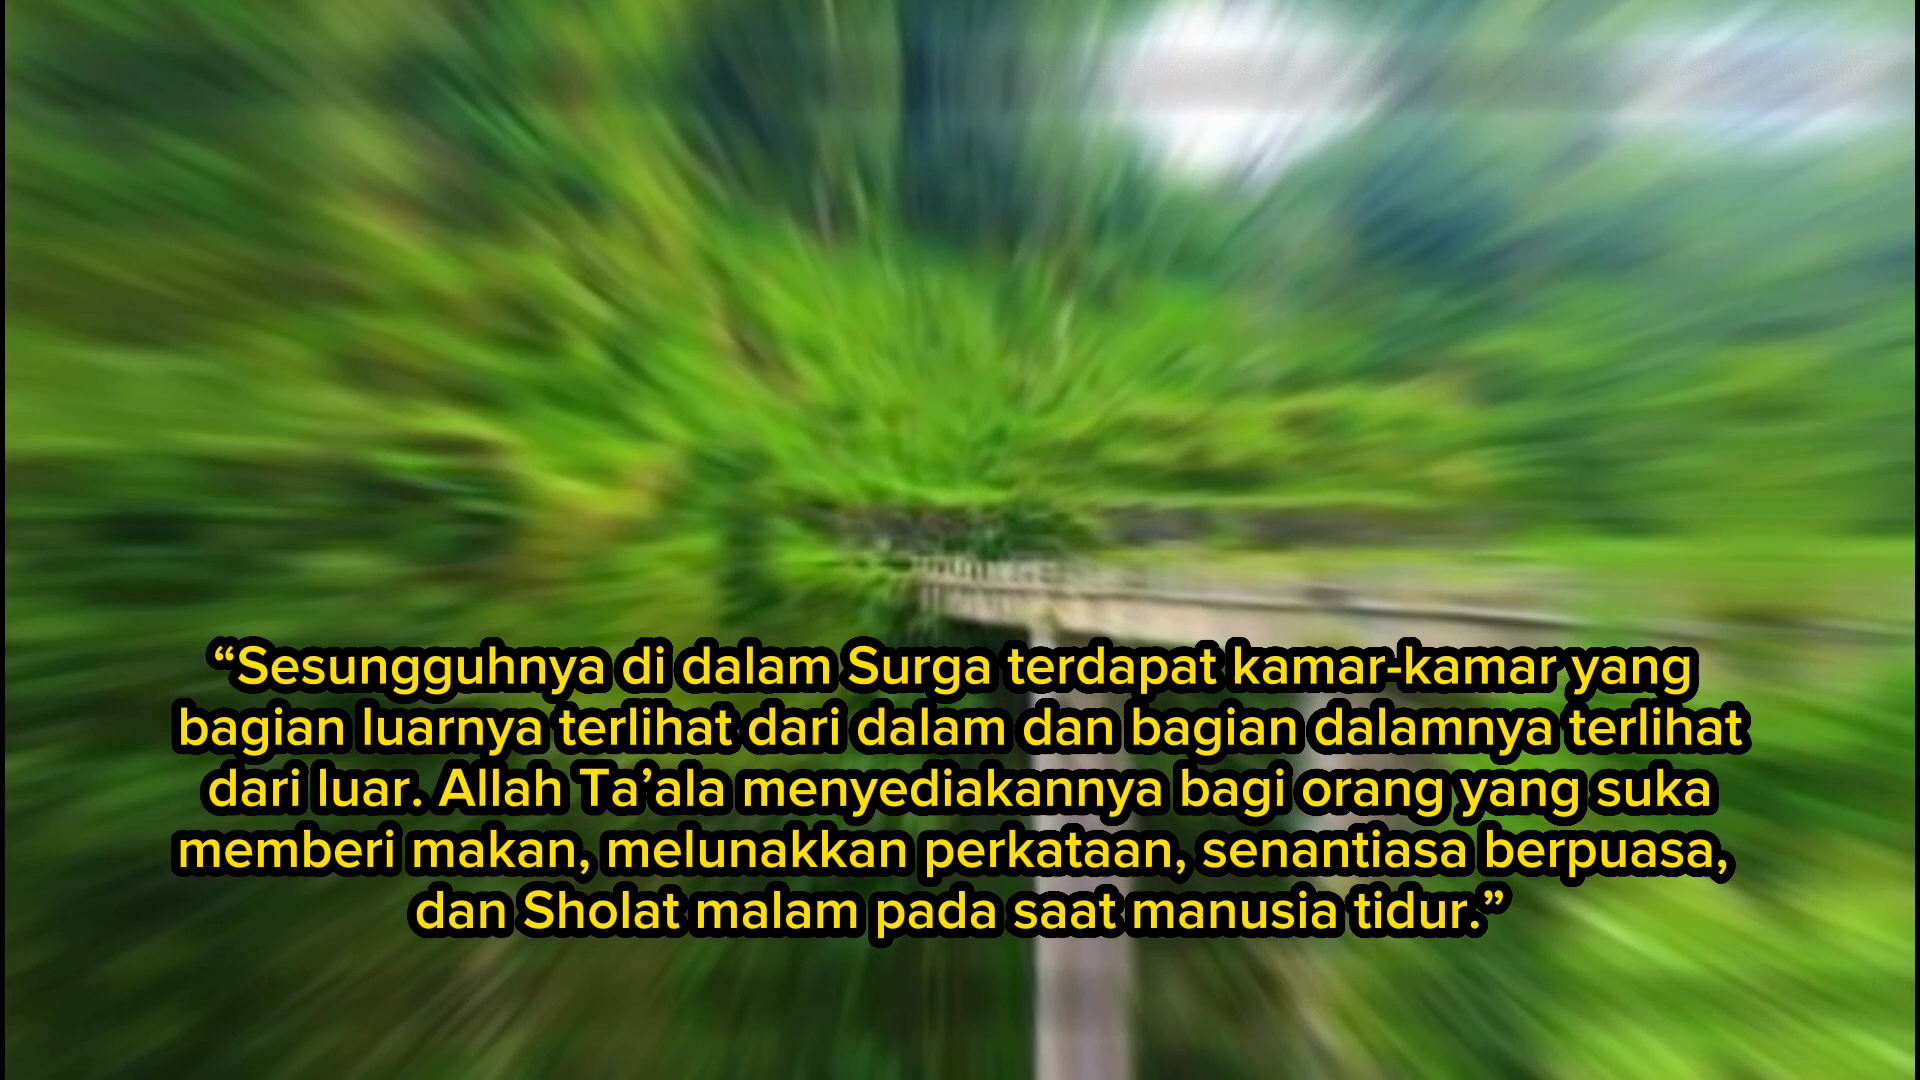 “Sesungguhnya di dalam Surga terdapat kamar-kamar yang
bagian luarnya terlihat dari dalam dan bagian dalamnya terlihat
dari luar. Allah Ta’ala menyediakannya bagi orang yang suka
memberi makan, melunakkan perkataan, senantiasa berpuasa,
dan Sholat malam pada saat manusia tidur.”